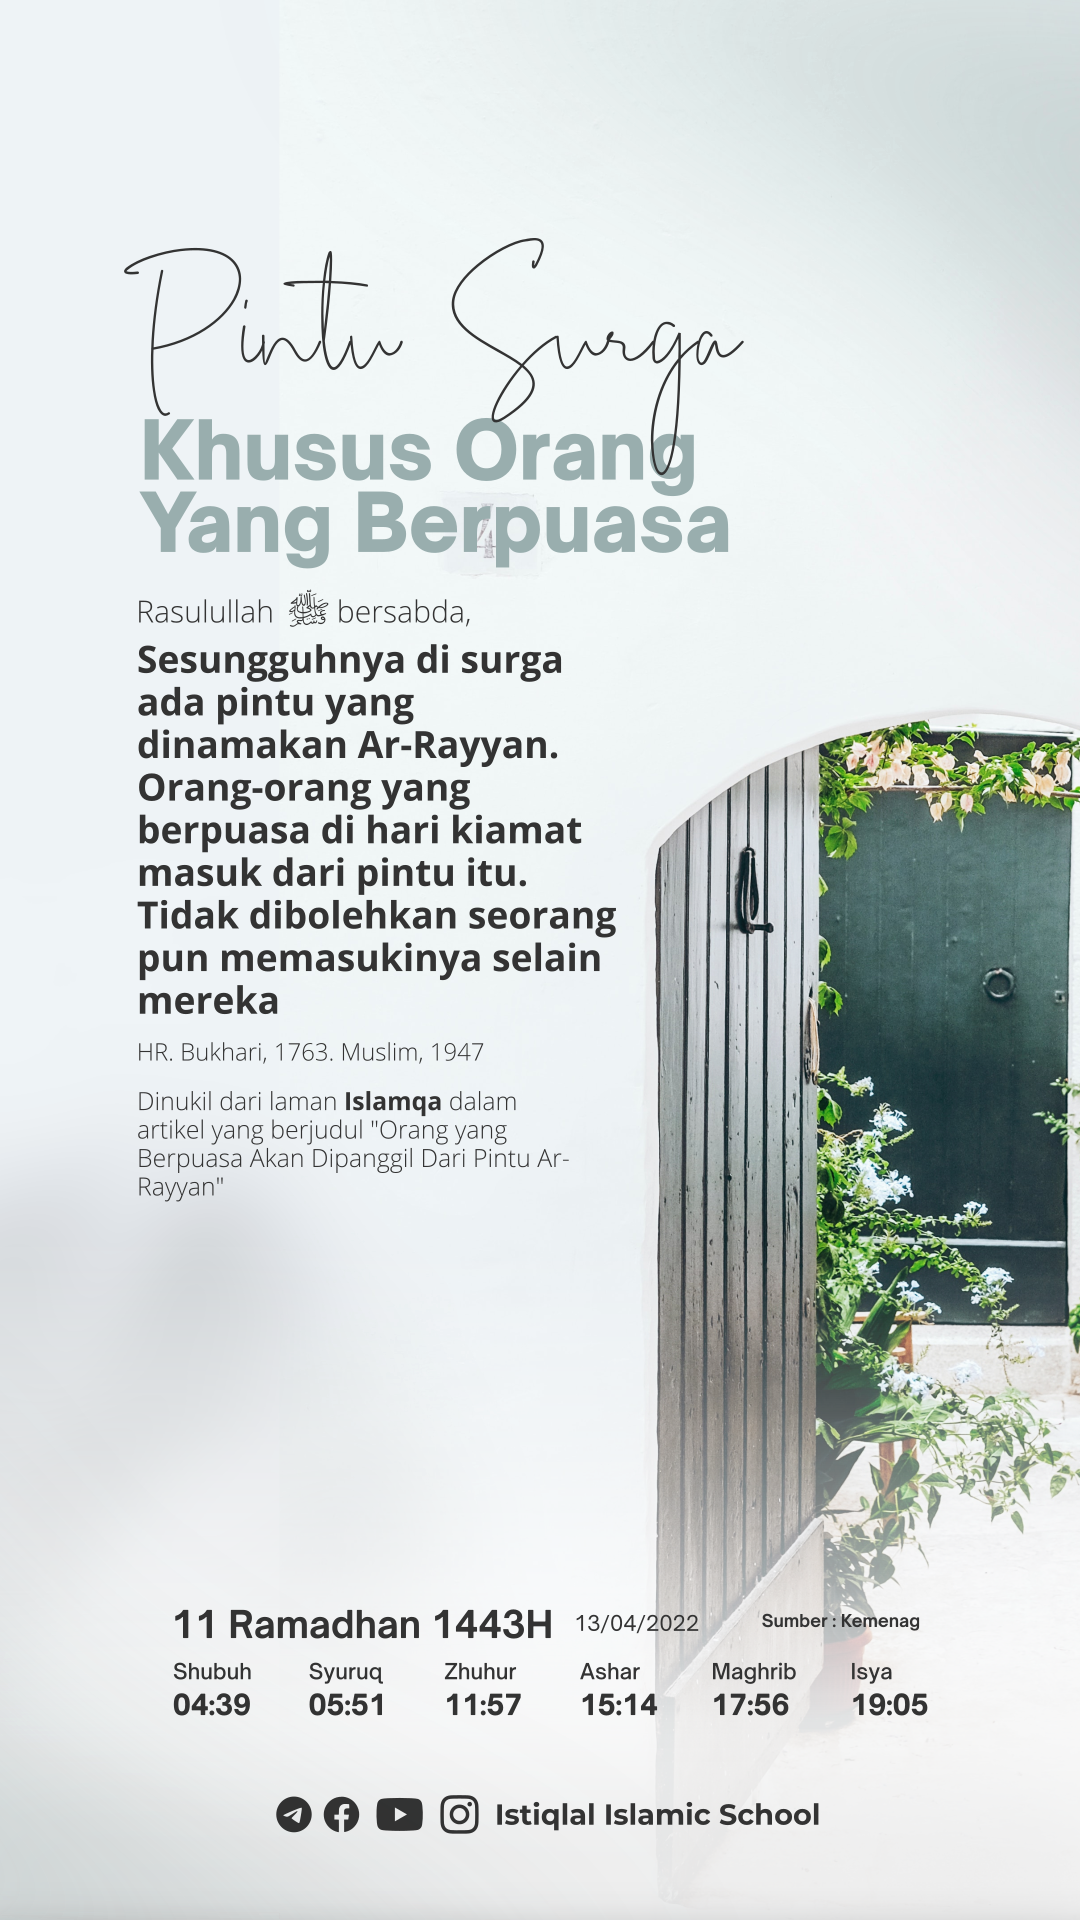 Pintu Surga
Khusus Orang
Yang Berpuasa
4
Rasulullah ﷺ bersabda,
Sesungguhnya di surga
ada pintu yang
dinamakan Ar-Rayyan.
Orang-orang yang
berpuasa di hari kiamat
masuk dari pintu itu.
Tidak dibolehkan seorang
pun memasukinya selain
mereka
HR. Bukhari, 1763. Muslim, 1947
Dinukil dari laman Islamqa dalam
artikel yang berjudul "Orang yang
Berpuasa Akan Dipanggil Dari Pintu Ar-
Rayyan"
11 Ramadhan 1443H 13/04/2022 Sumber : Kemenag
Shubuh Syuruq Zhuhur Ashar Maghrib Isya
04:39 05:51 11:57 15:14 17:56 19:05
Istiqlal Islamic School